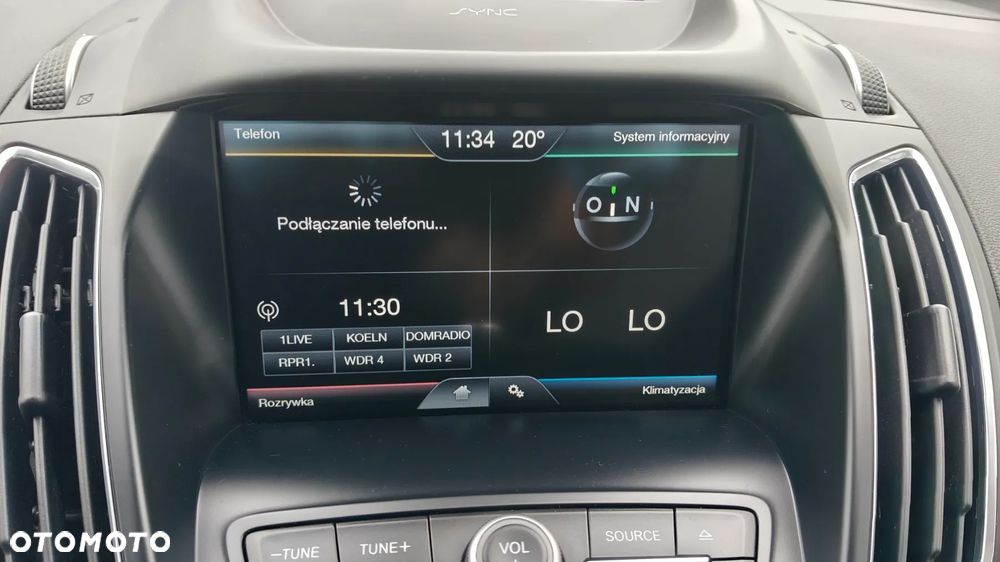 SYNC
Telefon
11:34 20°
System informacyjny
Podłączanie telefonu...
O N
11:30
LO LO
1LIVE KOELN DOMRADIO
RPR1. WDR 4 WDR 2
Rozrywka
Klimatyzacja
-TUNE TUNE+ VOL SOURCE
OTOMOTO